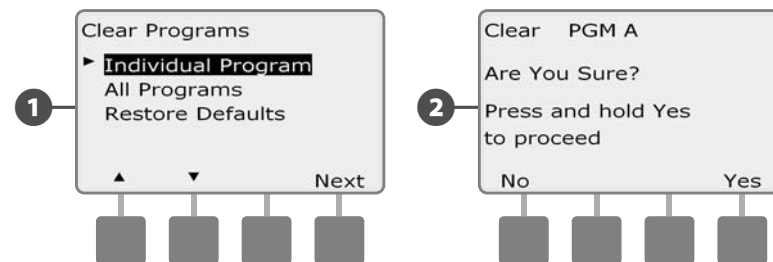 Clear Programs
► Individual Program
All Programs
Restore Defaults
▲ ▼ Next
1
Clear PGM A
Are You Sure?
Press and hold Yes
to proceed
No Yes
2